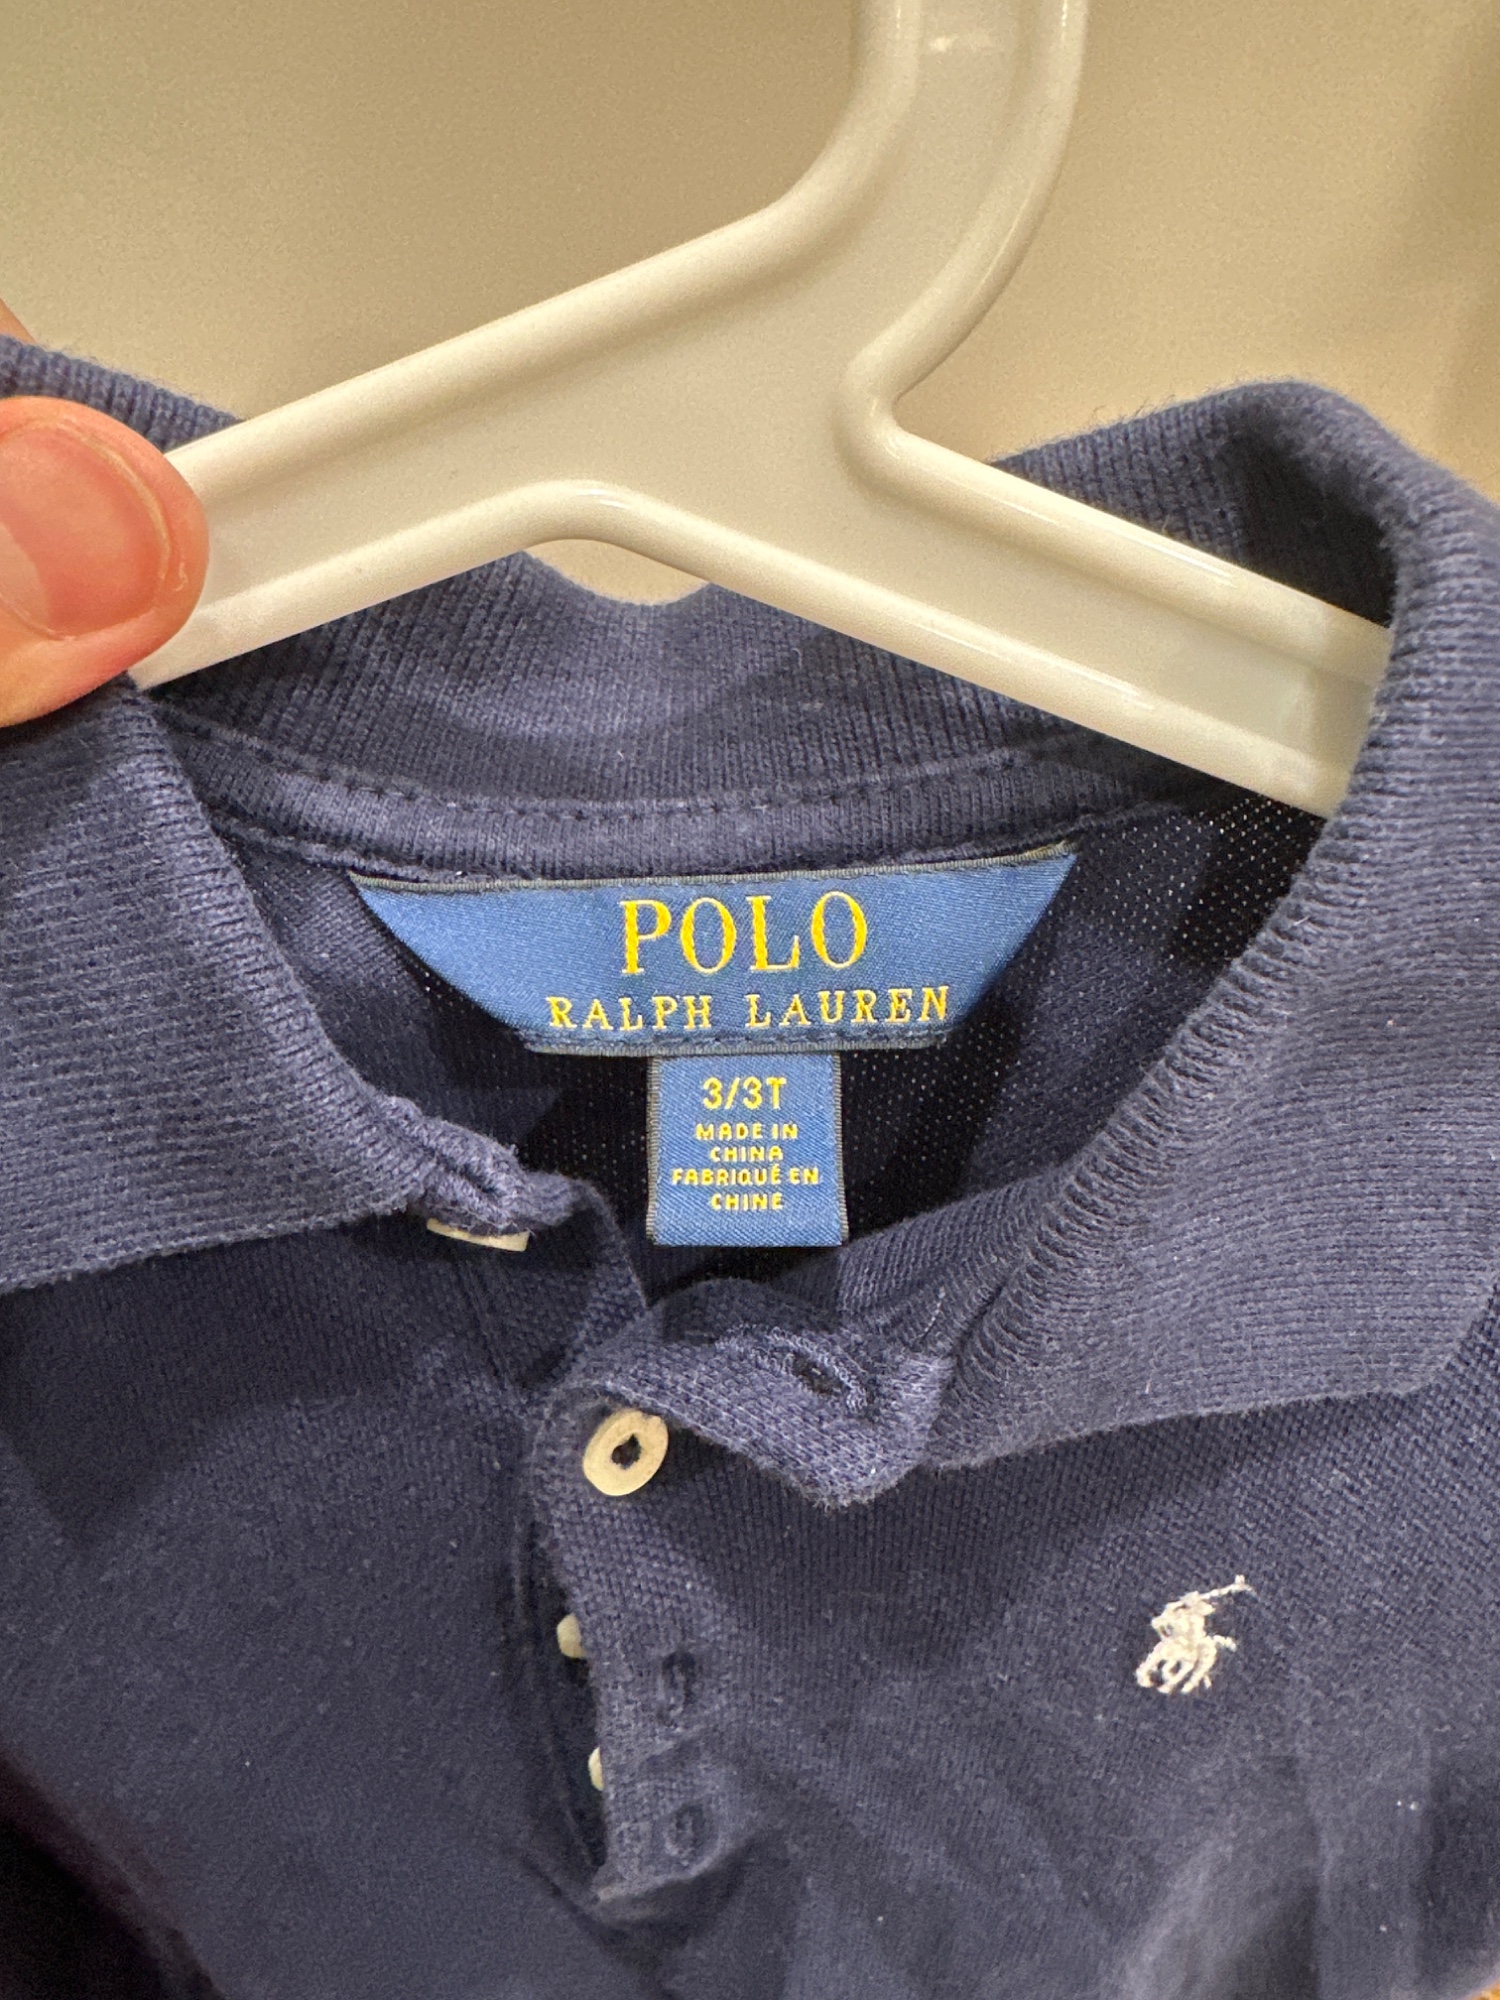 POLO
RALPH LAUREN
3/3T
MADE IN
CHINA
FABRIQUÉ EN
CHINE